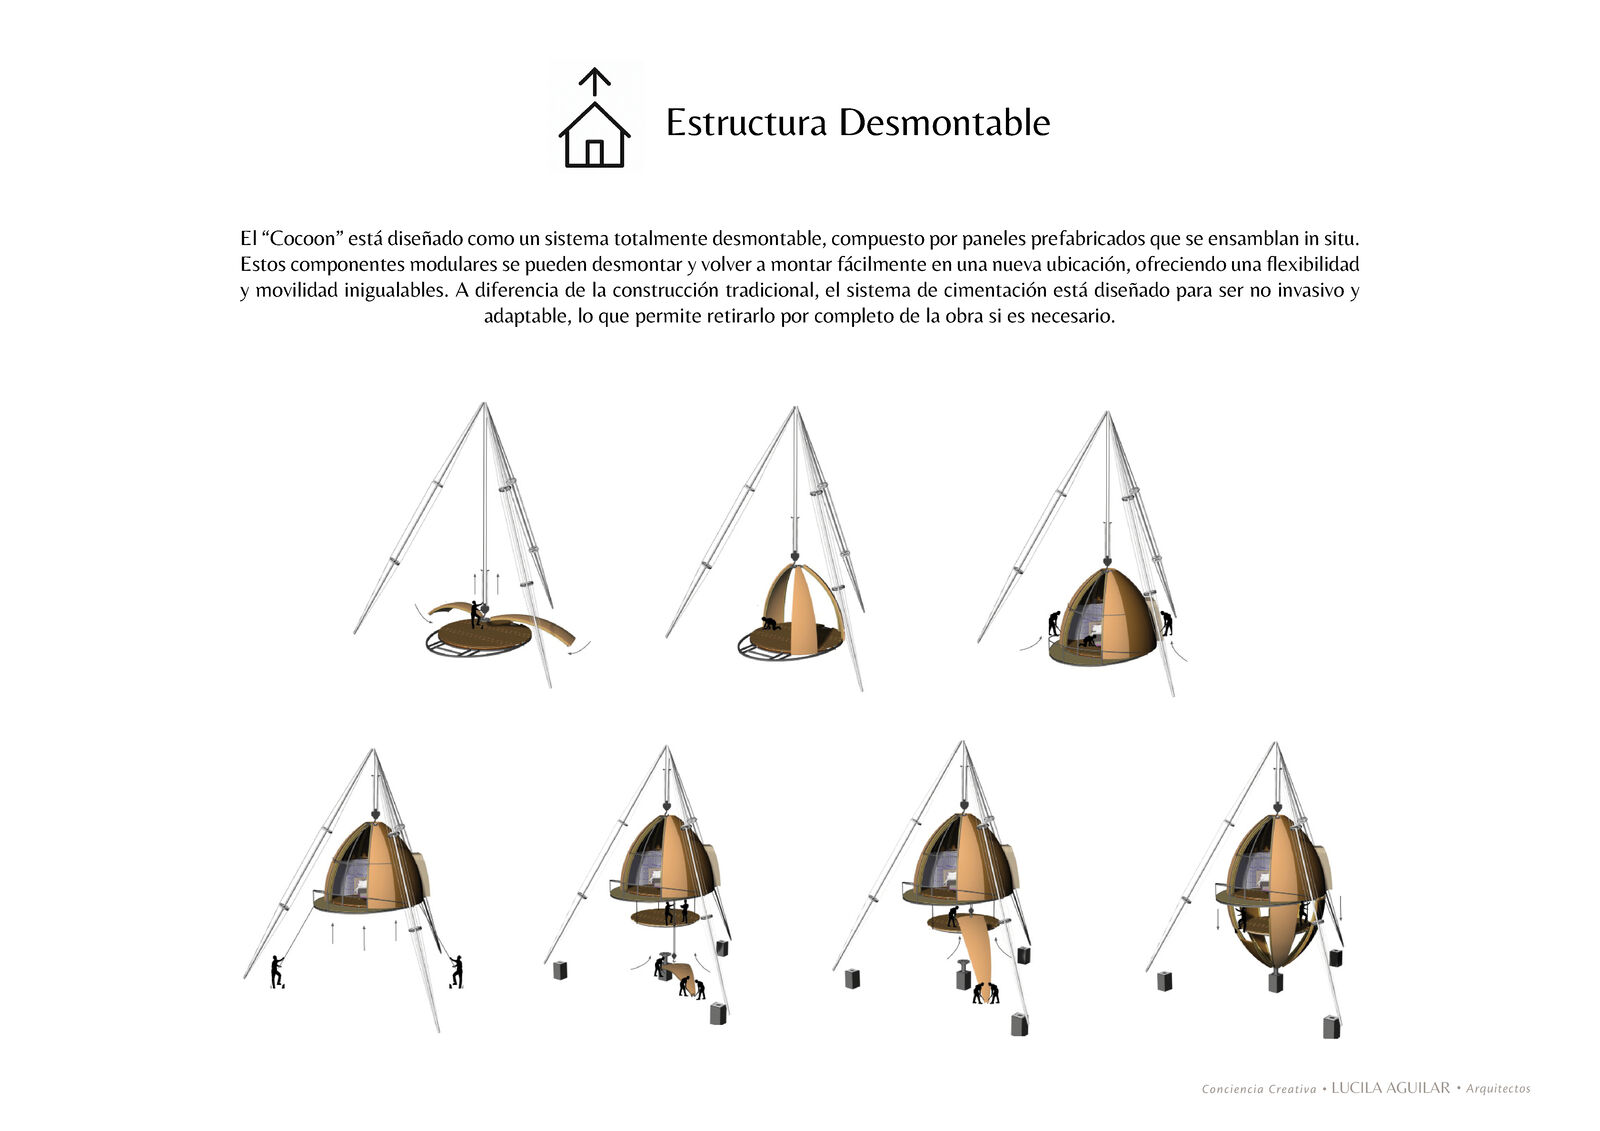 Estructura Desmontable
El “Cocoon” está diseñado como un sistema totalmente desmontable, compuesto por paneles prefabricados que se ensamblan in situ.
Estos componentes modulares se pueden desmontar y volver a montar fácilmente en una nueva ubicación, ofreciendo una flexibilidad
y movilidad inigualables. A diferencia de la construcción tradicional, el sistema de cimentación está diseñado para ser no invasivo y
adaptable, lo que permite retirarlo por completo de la obra si es necesario.
Conciencia Creativa • LUCILA AGUILAR • Arquitectos